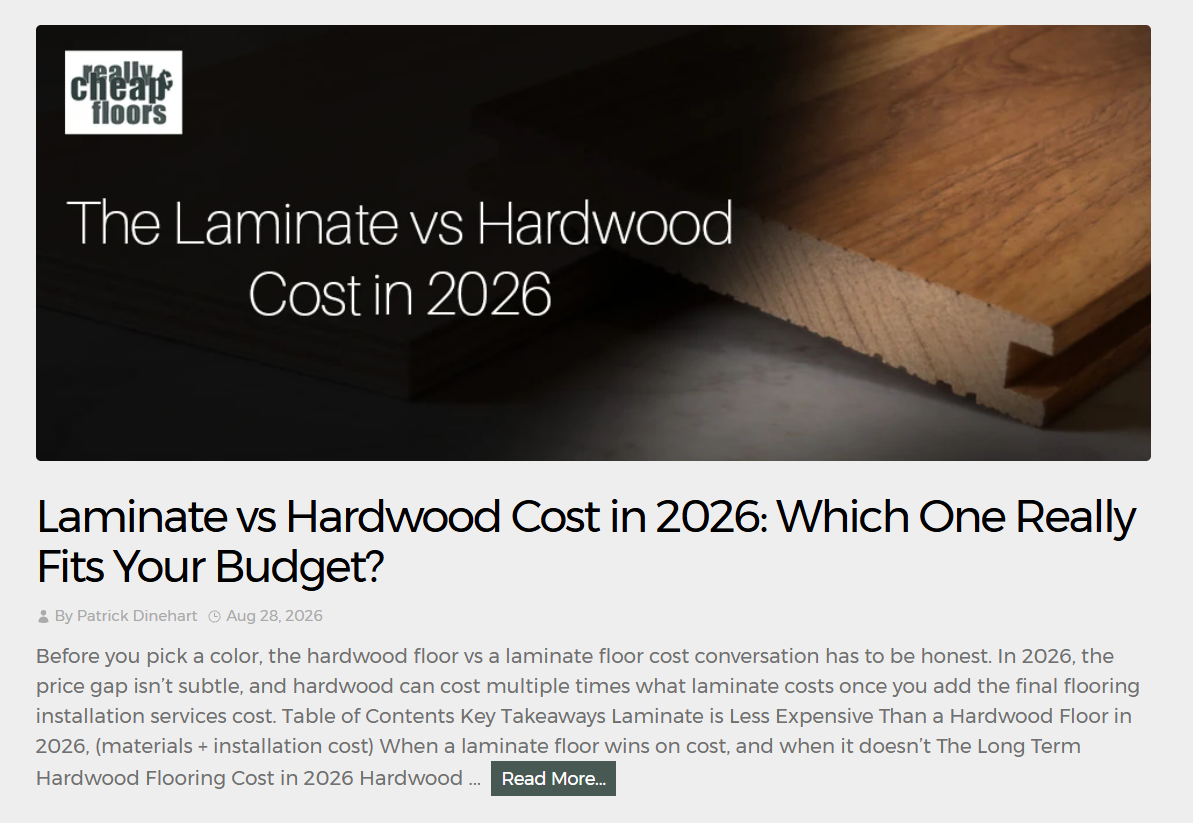 really
cheap
floors
The Laminate vs Hardwood
Cost in 2026
Laminate vs Hardwood Cost in 2026: Which One Really
Fits Your Budget?
By Patrick Dinehart Aug 28, 2026
Before you pick a color, the hardwood floor vs a laminate floor cost conversation has to be honest. In 2026, the
price gap isn’t subtle, and hardwood can cost multiple times what laminate costs once you add the final flooring
installation services cost. Table of Contents Key Takeaways Laminate is Less Expensive Than a Hardwood Floor in
2026, (materials + installation cost) When a laminate floor wins on cost, and when it doesn’t The Long Term
Hardwood Flooring Cost in 2026 Hardwood ... Read More...